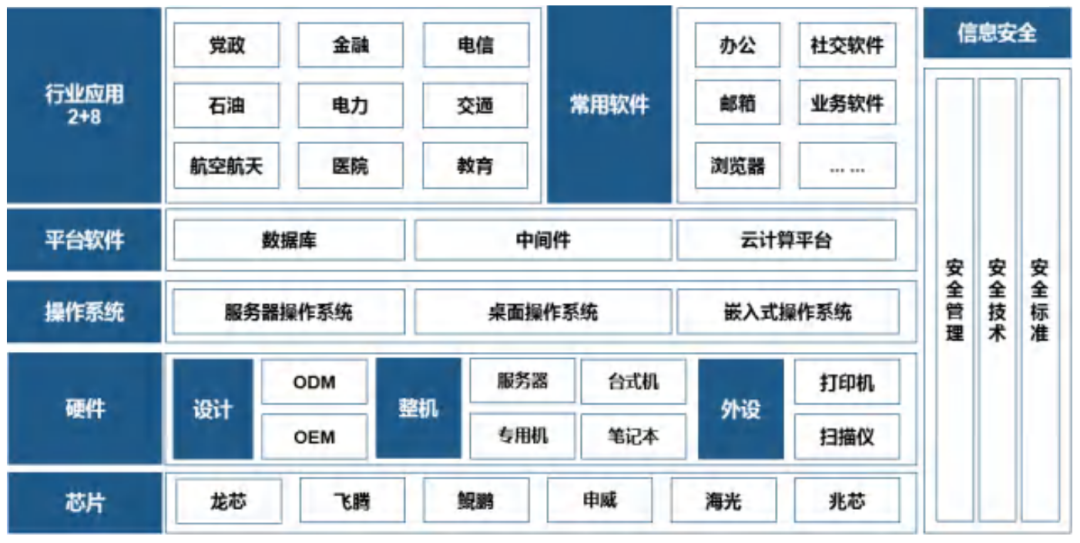 行业应用
2+8
党政
金融
电信
石油
电力
交通
航空航天
医院
教育
常用软件
办公
社交软件
邮箱
业务软件
浏览器
... ...
平台软件
数据库
中间件
云计算平台
操作系统
服务器操作系统
桌面操作系统
嵌入式操作系统
硬件
设计
ODM
OEM
整机
服务器
台式机
专用机
笔记本
外设
打印机
扫描仪
芯片
龙芯
飞腾
鲲鹏
申威
海光
兆芯
信息安全
安全管理
安全技术
安全标准